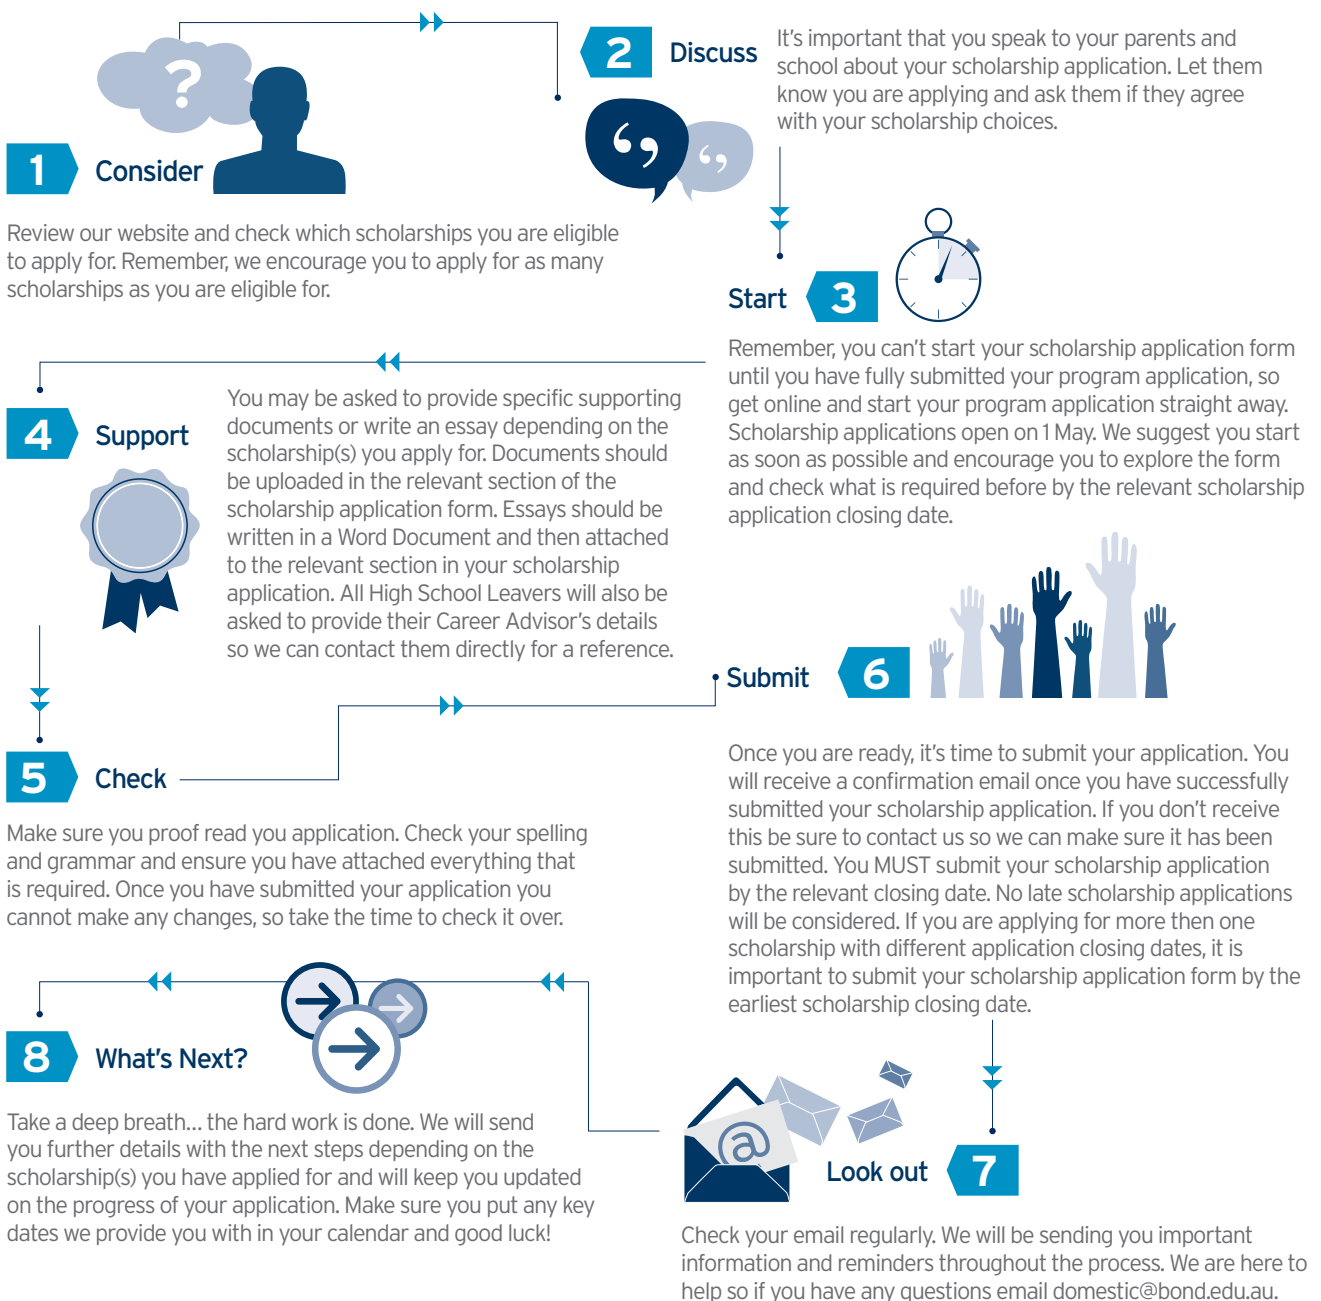 1
Consider
Review our website and check which scholarships you are eligible
to apply for. Remember, we encourage you to apply for as many
scholarships as you are eligible for.
2
Discuss
It's important that you speak to your parents and
school about your scholarship application. Let them
know you are applying and ask them if they agree
with your scholarship choices.
Start
3
Remember, you can't start your scholarship application form
until you have fully submitted your program application, so
get online and start your program application straight away.
Scholarship applications open on 1 May. We suggest you start
as soon as possible and encourage you to explore the form
and check what is required before by the relevant scholarship
application closing date.
4
Support
You may be asked to provide specific supporting
documents or write an essay depending on the
scholarship(s) you apply for. Documents should
be uploaded in the relevant section of the
scholarship application form. Essays should be
written in a Word Document and then attached
to the relevant section in your scholarship
application. All High School Leavers will also be
asked to provide their Career Advisor's details
so we can contact them directly for a reference.
5
Check
Make sure you proof read you application. Check your spelling
and grammar and ensure you have attached everything that
is required. Once you have submitted your application you
cannot make any changes, so take the time to check it over.
Submit
6
Once you are ready, it's time to submit your application. You
will receive a confirmation email once you have successfully
submitted your scholarship application. If you don't receive
this be sure to contact us so we can make sure it has been
submitted. You MUST submit your scholarship application
by the relevant closing date. No late scholarship applications
will be considered. If you are applying for more then one
scholarship with different application closing dates, it is
important to submit your scholarship application form by the
earliest scholarship closing date.
Look out
7
Check your email regularly. We will be sending you important
information and reminders throughout the process. We are here to
help so if you have any questions email domestic@bond.edu.au.
8
What's Next?
Take a deep breath... the hard work is done. We will send
you further details with the next steps depending on the
scholarship(s) you have applied for and will keep you updated
on the progress of your application. Make sure you put any key
dates we provide you with in your calendar and good luck!